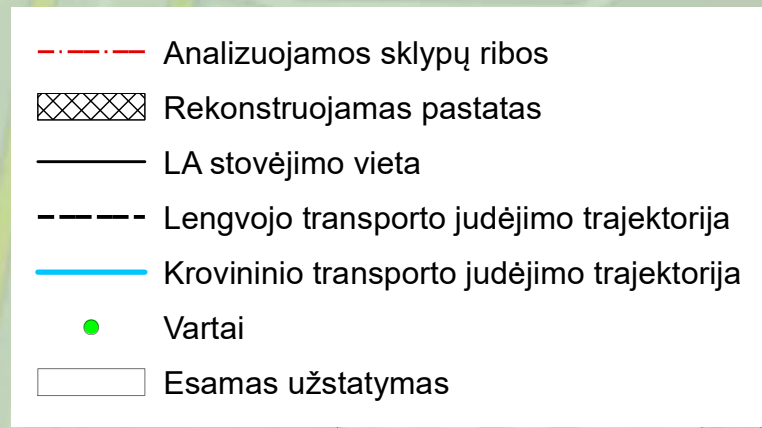 Analizuojamos sklypų ribos
Rekonstruojamas pastatas
LA stovėjimo vieta
Lengvojo transporto judėjimo trajektorija
Krovininio transporto judėjimo trajektorija
Vartai
Esamas užstatymas